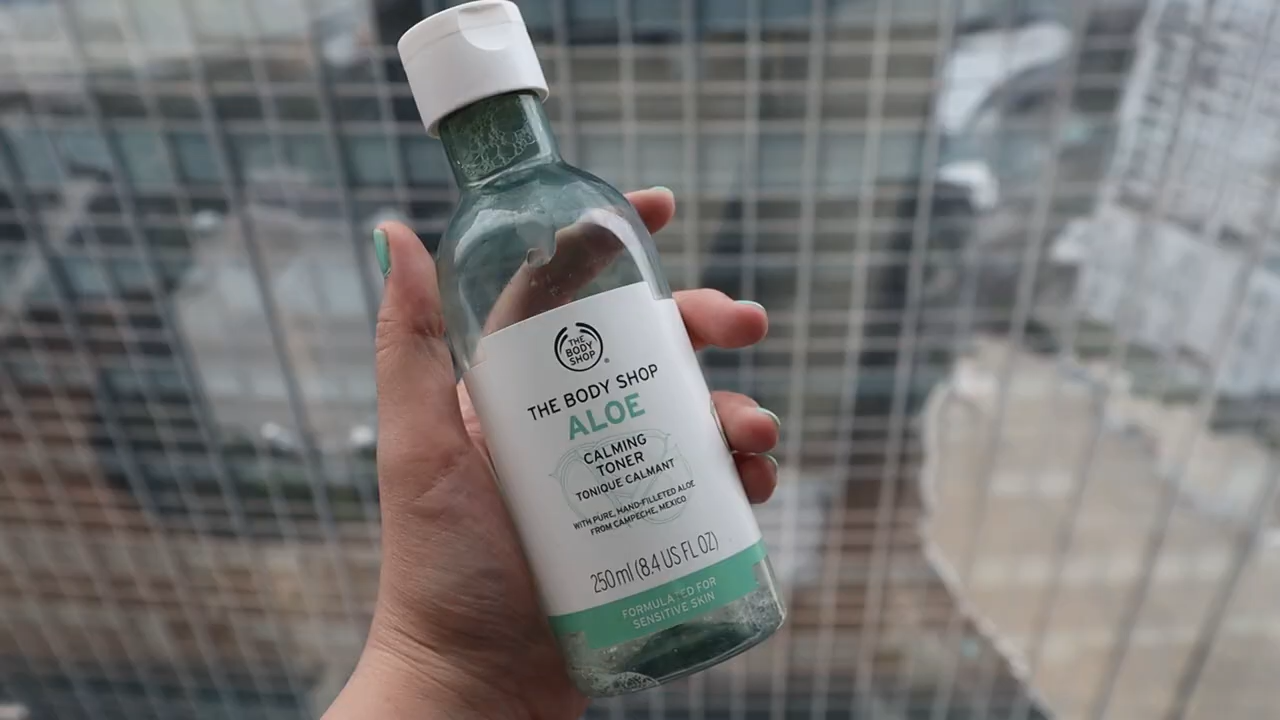 THE
BODY
SHOP
®
THE BODY SHOP
ALOE
CALMING
TONER
TONIQUE CALMANT
WITH PURE, HAND-FILLETED ALOE
FROM CAMPECHE, MEXICO
250ml (8.4 US FL OZ)
FORMULATED FOR
SENSITIVE SKIN